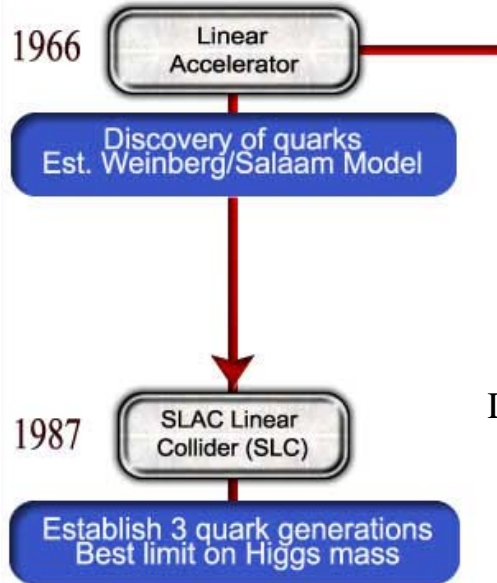 1966
Linear
Accelerator
Discovery of quarks
Est. Weinberg/Salaam Model
1987
SLAC Linear
Collider (SLC)
Establish 3 quark generations
Best limit on Higgs mass